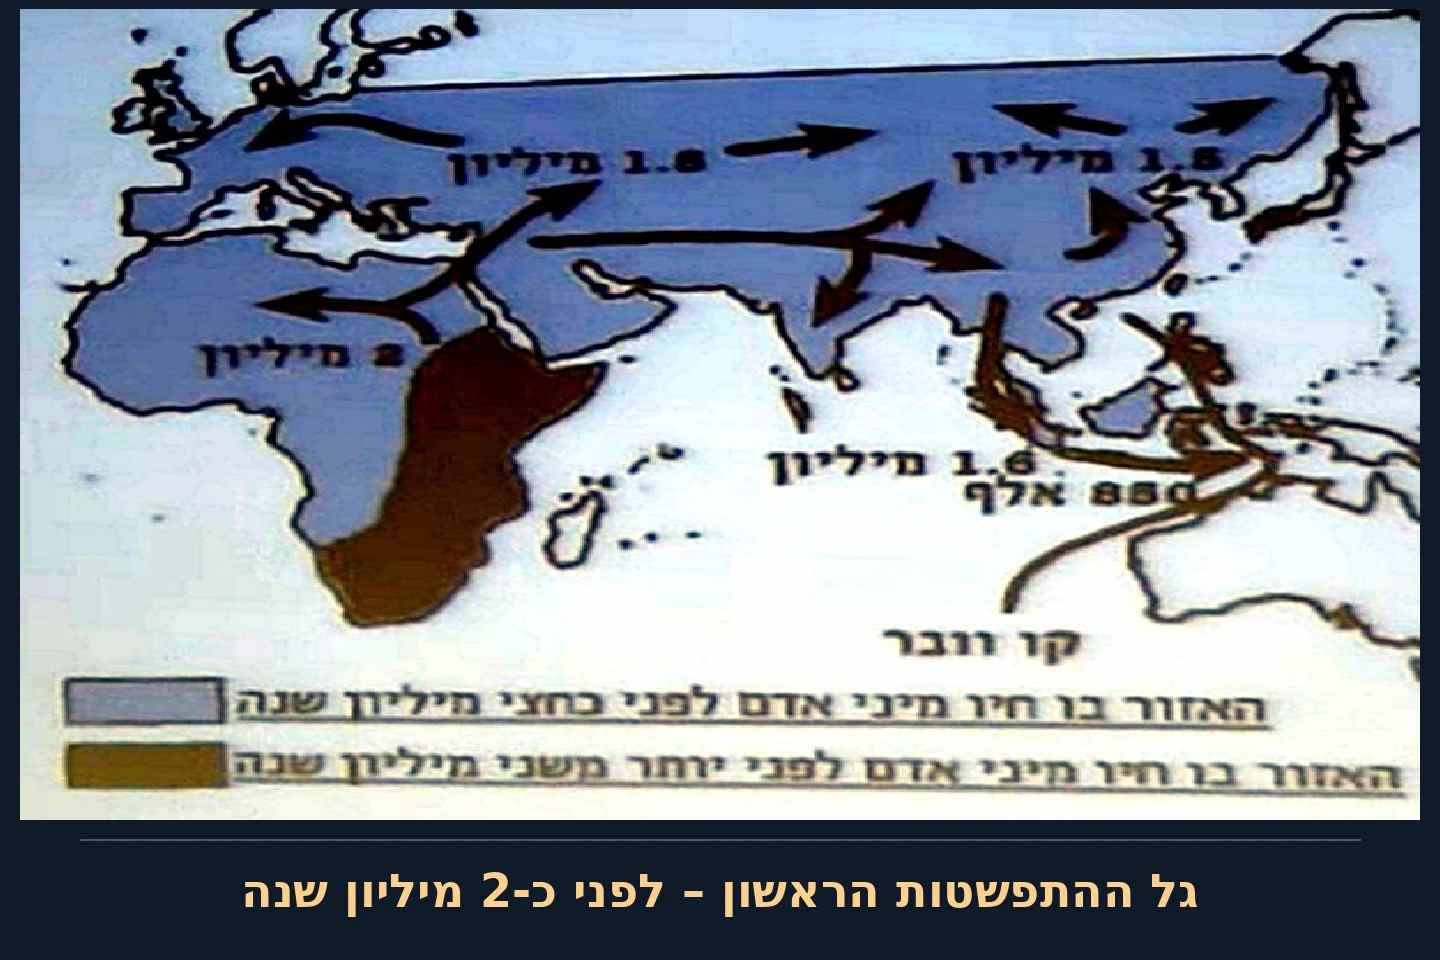 1.8 מיליון
1.5 מיליון
2 מיליון
1.6 מיליון
880 אלף
קו וובר
האזור בו חיו מיני אדם לפני כחצי מיליון שנה
האזור בו חיו מיני אדם לפני יותר משני מיליון שנה
גל ההתפשטות הראשון – לפני כ-2 מיליון שנה